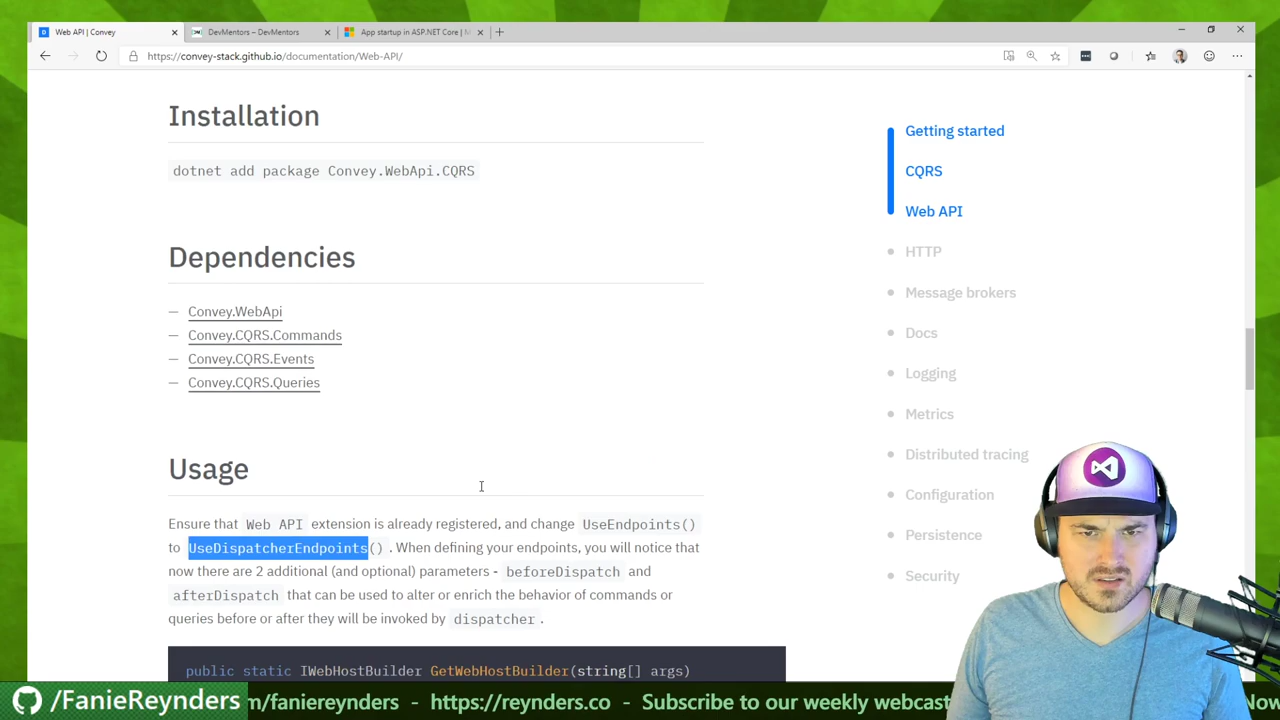 Web API | Convey
DevMentors – DevMentors
App startup in ASP.NET Core | M
https://convey-stack.github.io/documentation/Web-API/
Installation
dotnet add package Convey.WebApi.CQRS
Dependencies
— Convey.WebApi
— Convey.CQRS.Commands
— Convey.CQRS.Events
— Convey.CQRS.Queries
Usage
Ensure that Web API extension is already registered, and change UseEndpoints()
to UseDispatcherEndpoints() . When defining your endpoints, you will notice that
now there are 2 additional (and optional) parameters - beforeDispatch and
afterDispatch that can be used to alter or enrich the behavior of commands or
queries before or after they will be invoked by dispatcher .
public static IWebHostBuilder GetWebHostBuilder(string[] args)
Getting started
CQRS
Web API
HTTP
Message brokers
Docs
Logging
Metrics
Distributed tracing
Configuration
Persistence
Security
/FanieReynders
m/faniereynders - https://reynders.co - Subscribe to our weekly webcast
Now